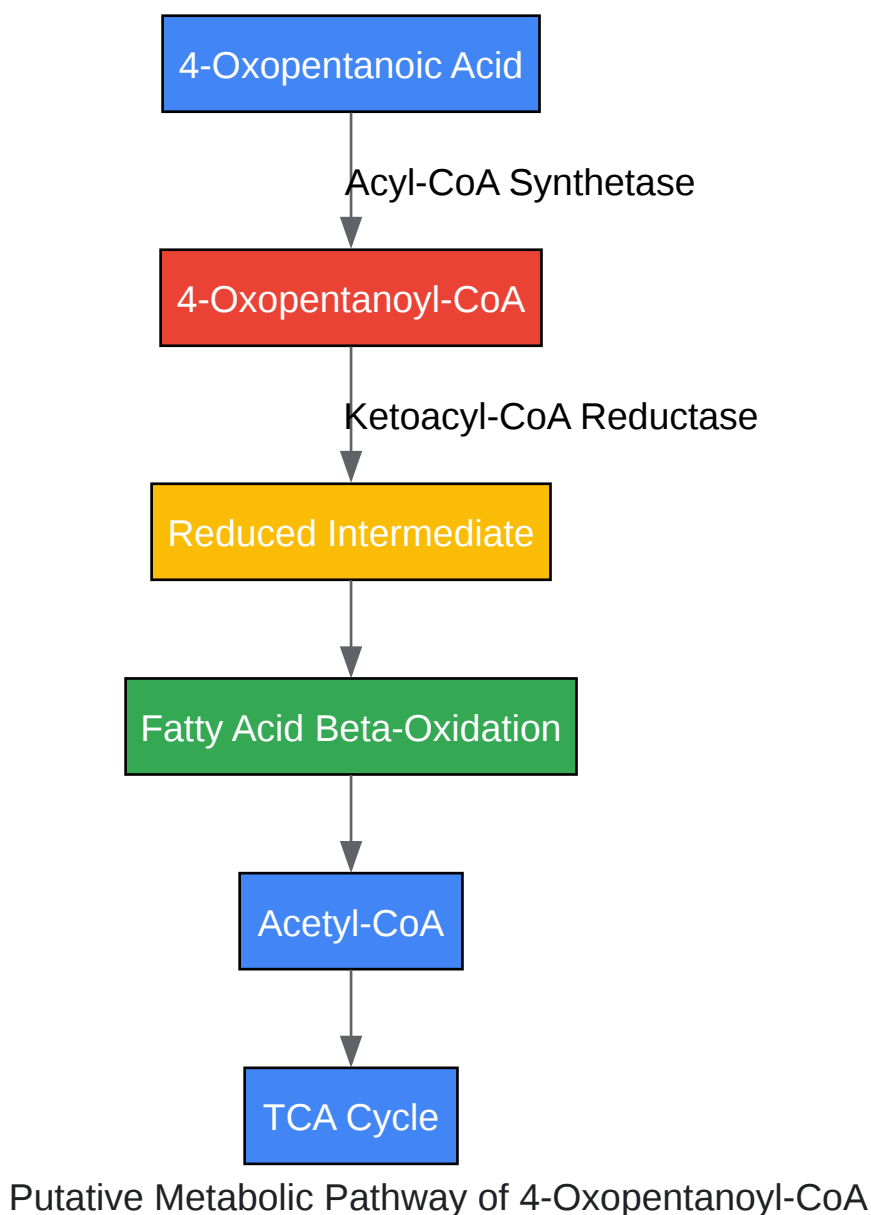 4-Oxopentanoic Acid
Acyl-CoA Synthetase
4-Oxopentanoyl-CoA
Ketoacyl-CoA Reductase
Reduced Intermediate
Fatty Acid Beta-Oxidation
Acetyl-CoA
TCA Cycle
Putative Metabolic Pathway of 4-Oxopentanoyl-CoA